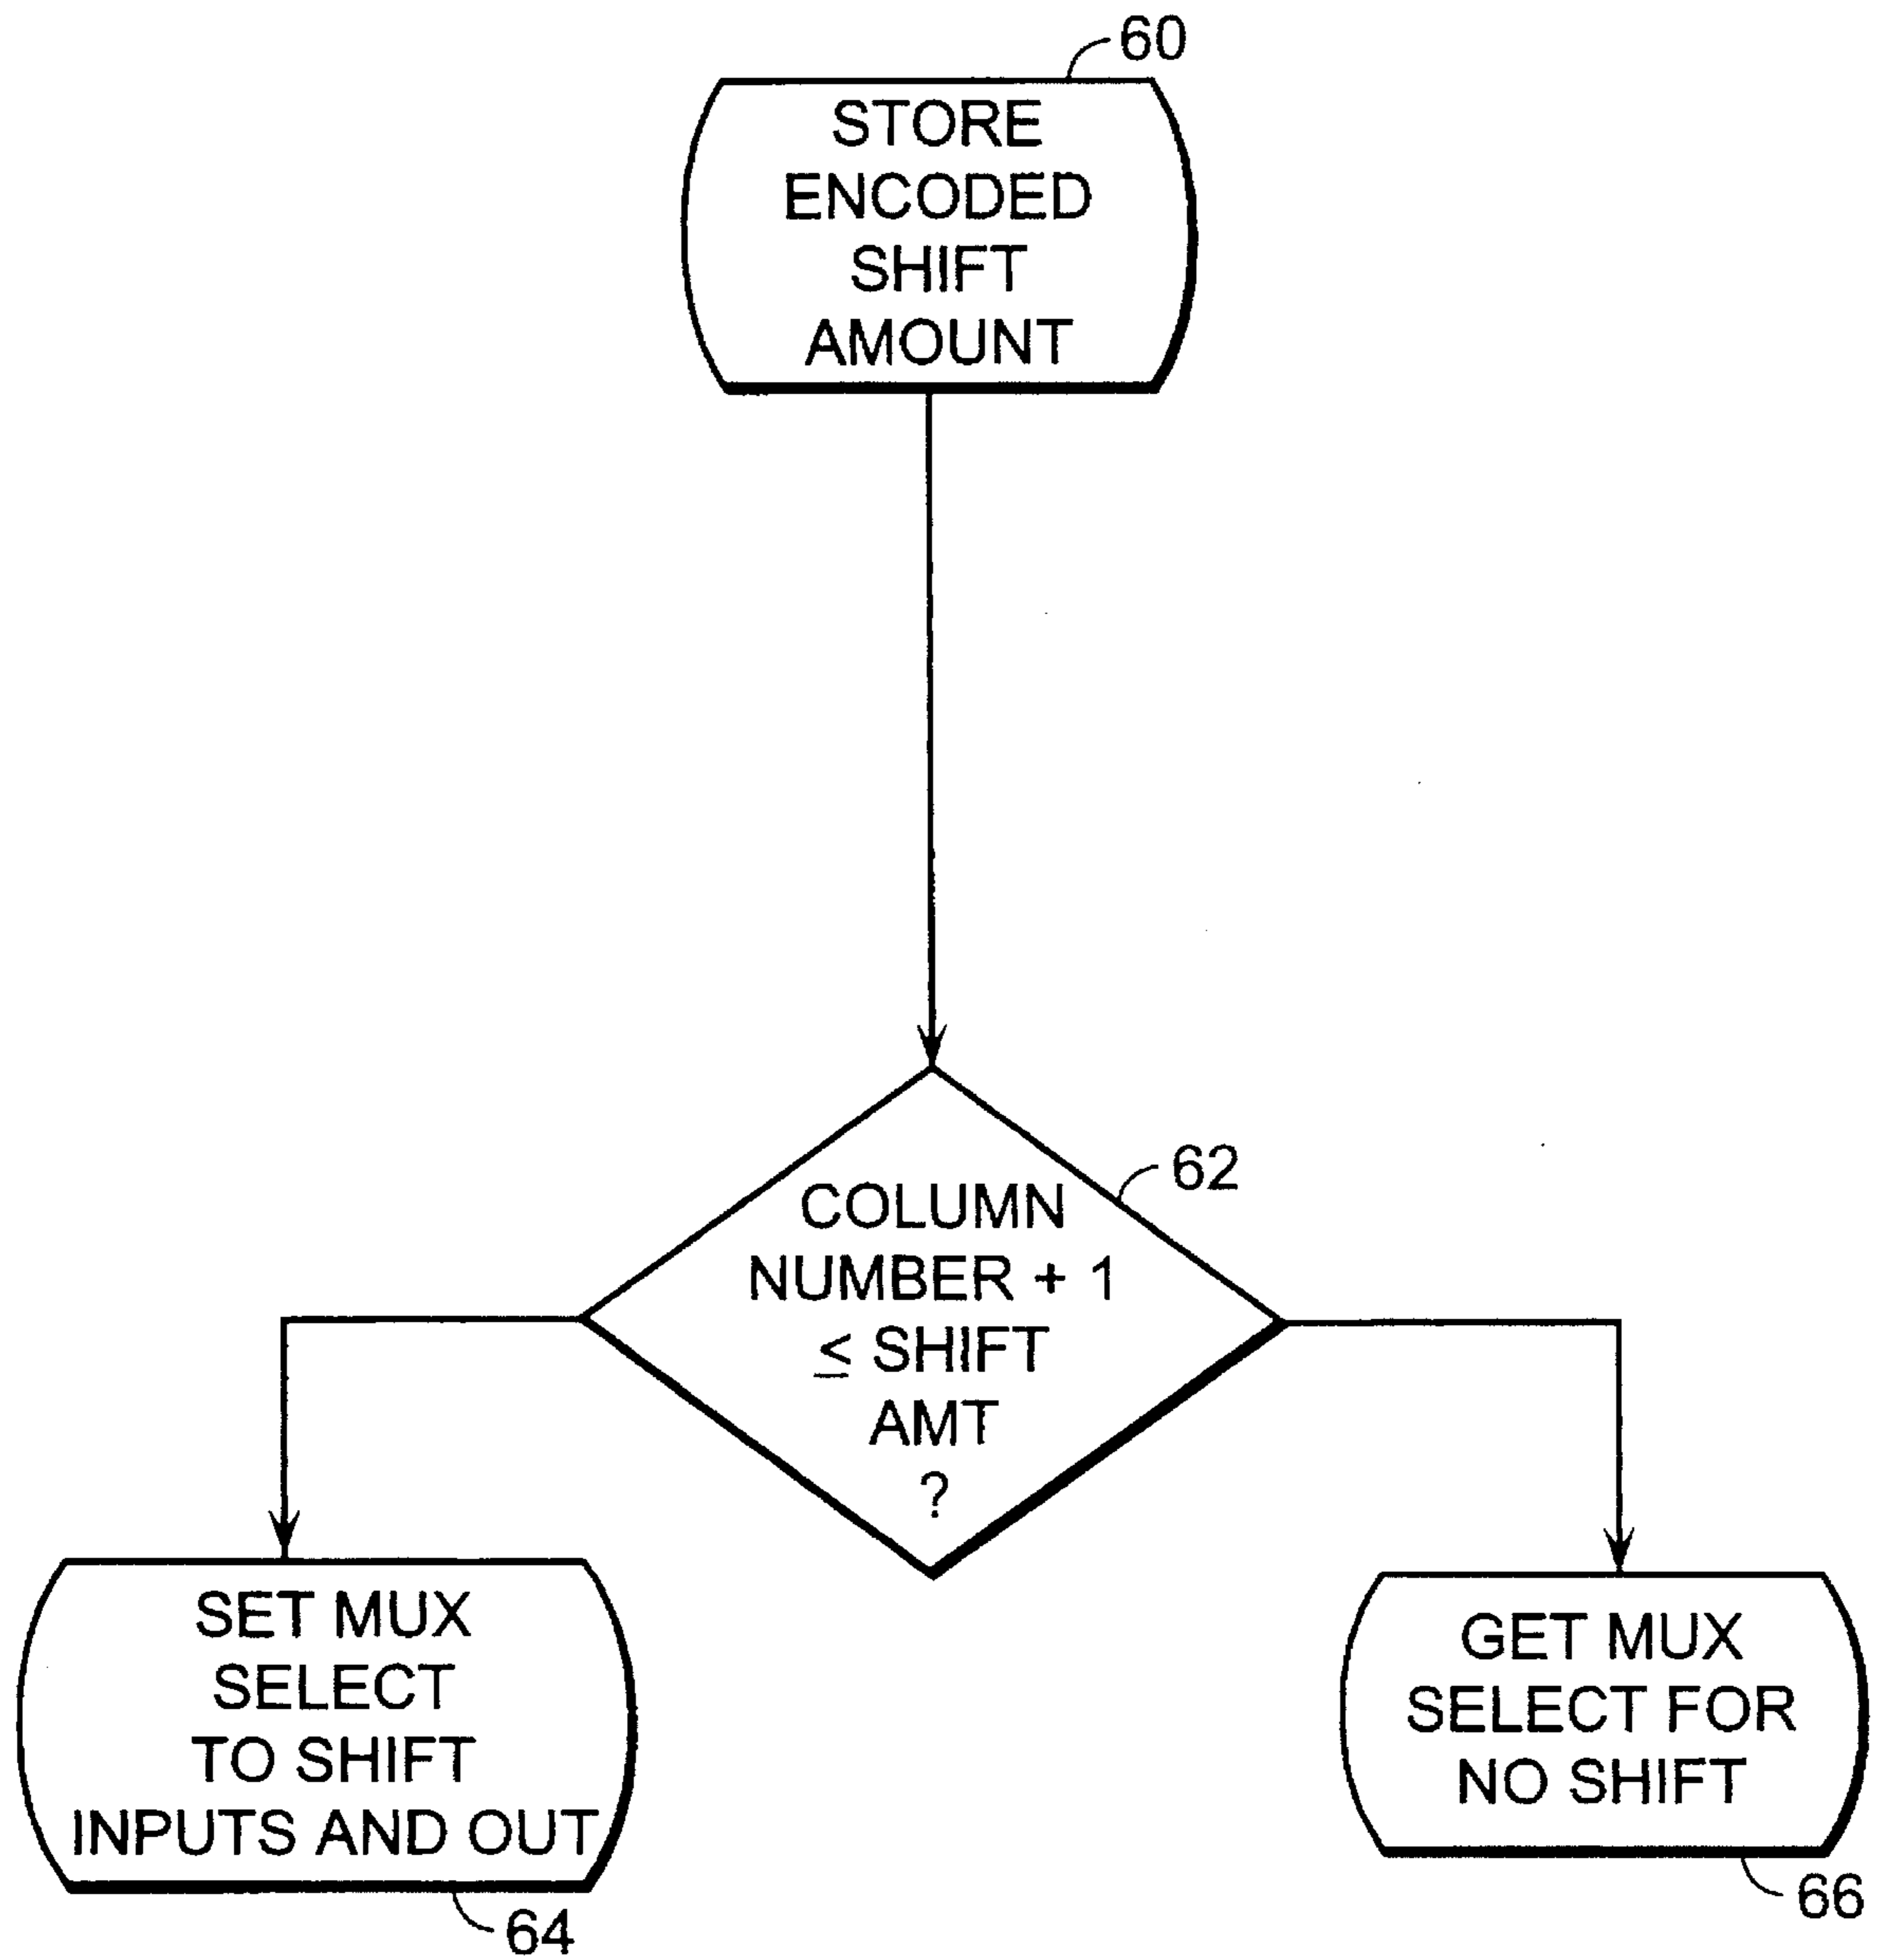 60
STORE
ENCODED
SHIFT
AMOUNT
62
COLUMN
NUMBER + 1
≤ SHIFT
AMT
?
SET MUX
SELECT
TO SHIFT
INPUTS AND OUT
64
GET MUX
SELECT FOR
NO SHIFT
66